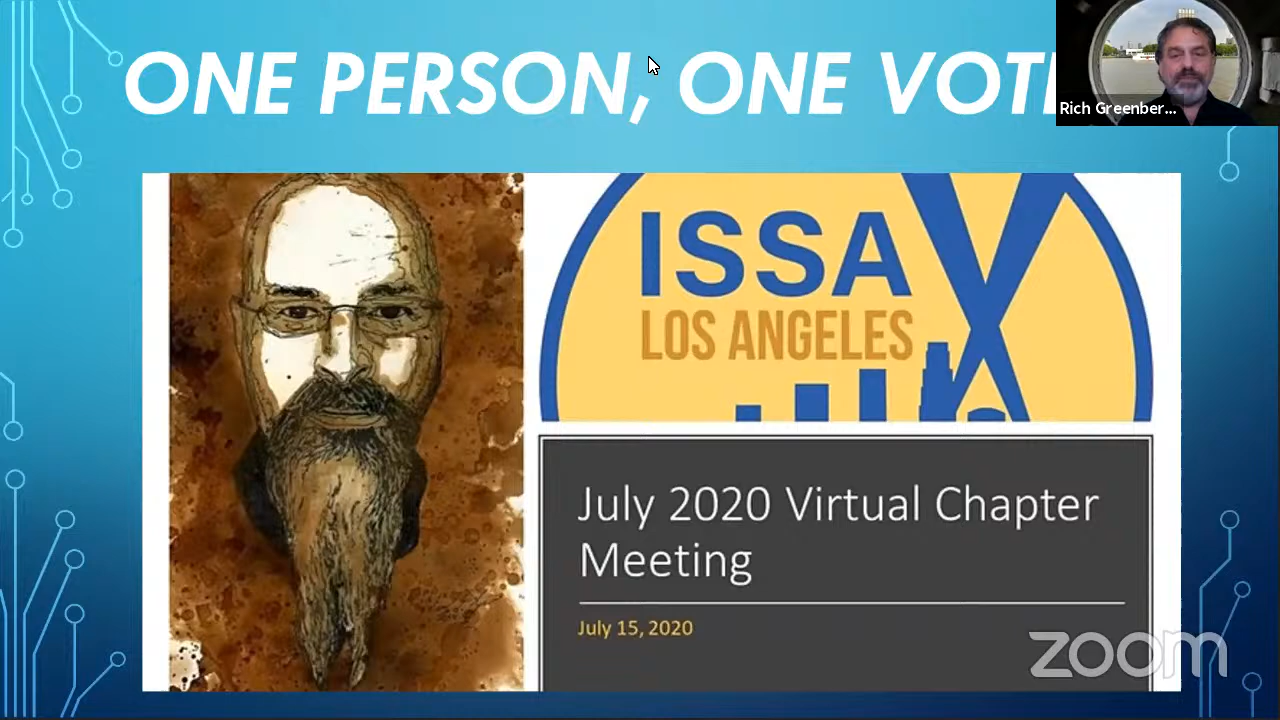 ONE PERSON, ONE VOT
Rich Greenber...
ISSA
LOS ANGELES
July 2020 Virtual Chapter
Meeting
July 15, 2020
zoom